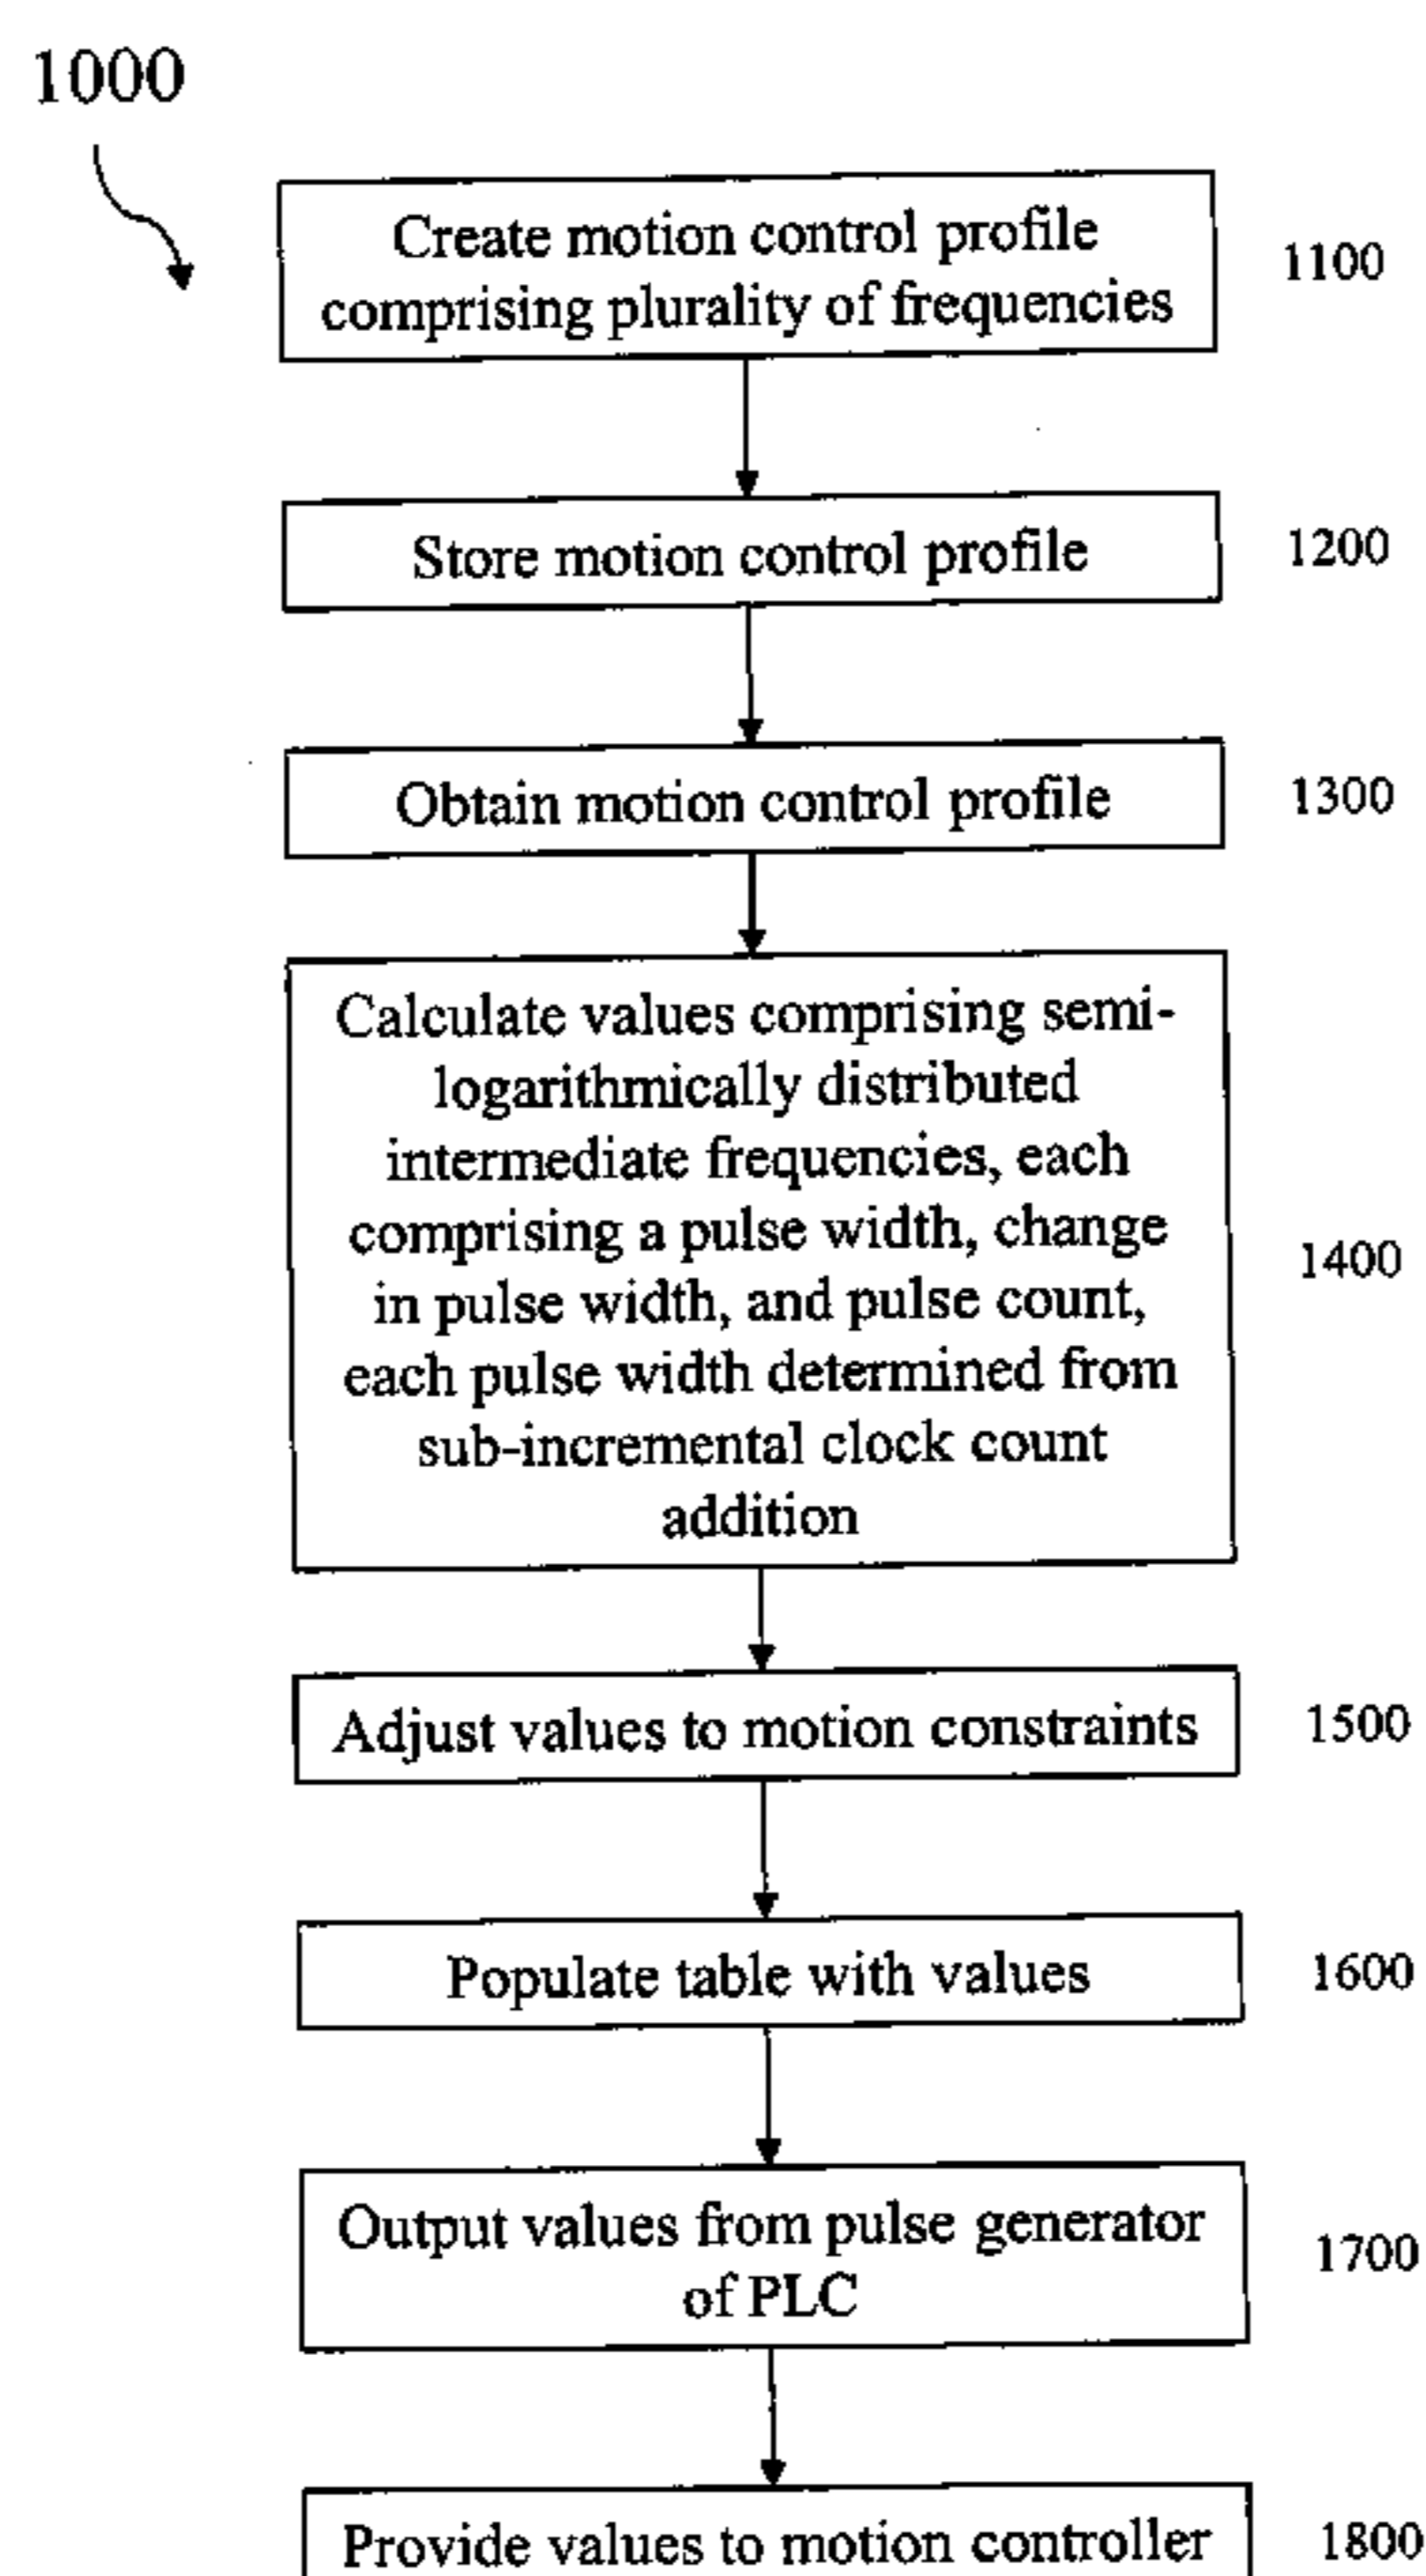 1000
Create motion control profile
comprising plurality of frequencies
1100
Store motion control profile
1200
Obtain motion control profile
1300
Calculate values comprising semi-
logarithmically distributed
intermediate frequencies, each
comprising a pulse width, change
in pulse width, and pulse count,
each pulse width determined from
sub-incremental clock count
addition
1400
Adjust values to motion constraints
1500
Populate table with values
1600
Output values from pulse generator
of PLC
1700
Provide values to motion controller
1800